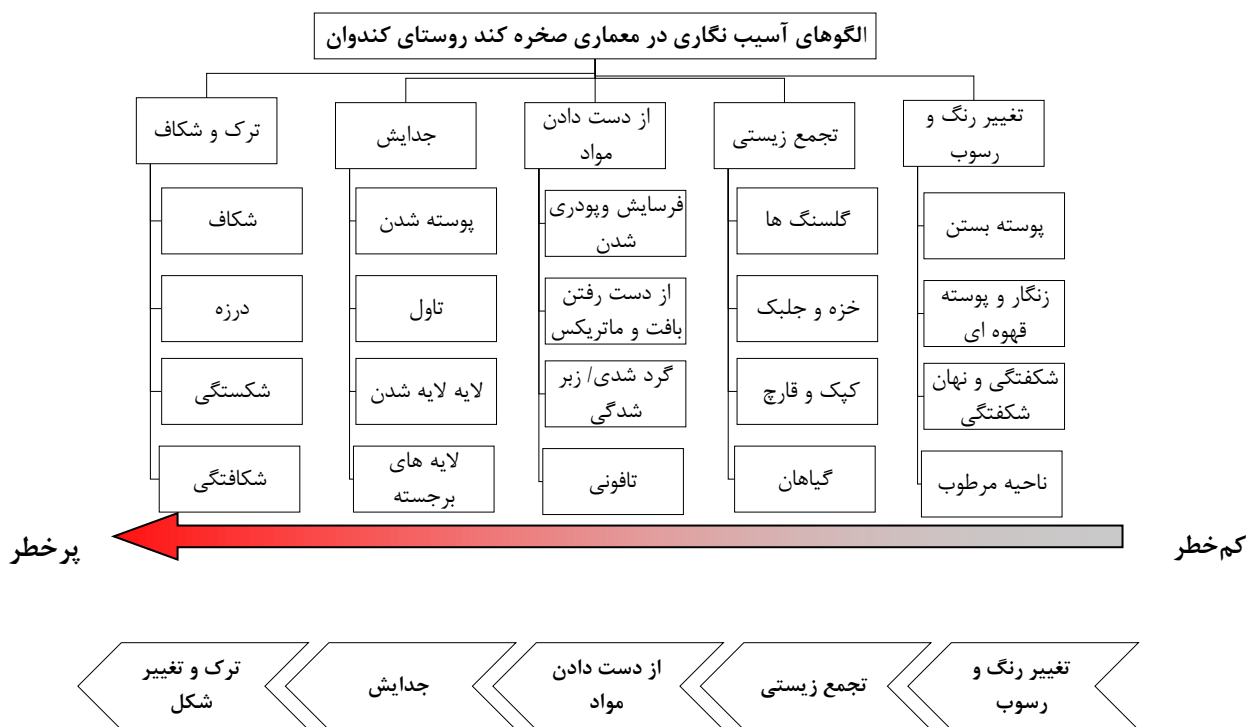 الگوهای آسیب نگاری در معماری صخره کند روستای کندوان
تغییر رنگ و
رسوب
پوسته بستن
زنگار و پوسته
قهوه ای
شکفتگی و نهان
شکفتگی
ناحیه مرطوب
تجمع زیستی
گلسنگ ها
خزه و جلبک
کپک و قارچ
گیاهان
از دست دادن
مواد
فرسایش وپودری
شدن
از دست رفتن
بافت و ماتریکس
گرد شدی/ زبر
شدگی
تافونی
جدایش
پوسته شدن
تاول
لایه لایه شدن
لایه های
برجسته
ترک و شکاف
شکاف
درزه
شکستگی
شکافتگی
کم‌خطر
پرخطر
تغییر رنگ و
رسوب
تجمع زیستی
از دست دادن
مواد
جدایش
ترک و تغییر
شکل